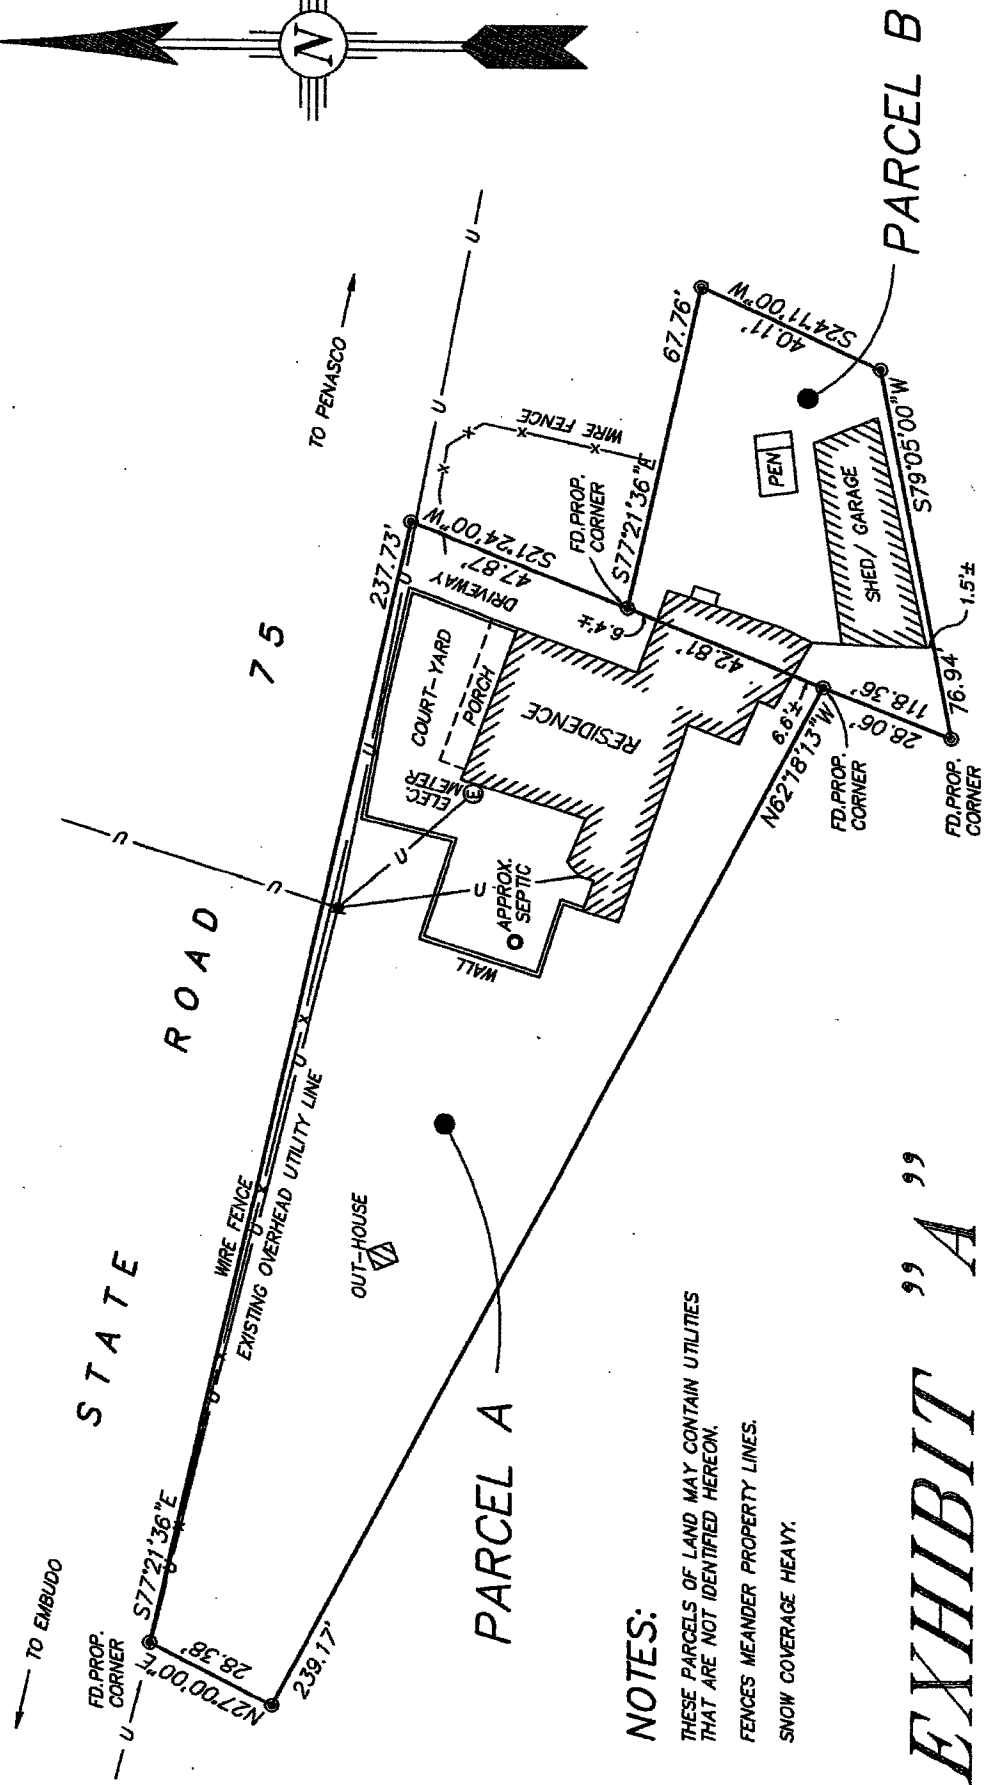 N
TO EMBUDO
STATE ROAD 75
TO PENASCO
FD.PROP.
CORNER
S77°21'36"E
237.73'
N27°00'00"E
28.38'
239.17'
N62°18'13"W
WIRE FENCE
EXISTING OVERHEAD UTILITY LINE
U
X
OUT-HOUSE
WALL
APPROX.
SEPTIC
ELEC.
METER
E
COURT-YARD
PORCH
RESIDENCE
DRIVEWAY
S21°24'00"W
47.87'
WIRE FENCE
FD.PROP.
CORNER
6.4'±
42.81'
S77°21'36"E
67.76'
S24°11'00"W
40.11'
PEN
SHED/ GARAGE
S79°05'00"W
76.94'
1.5'±
118.36'
28.06'
6.6'±
FD.PROP.
CORNER
FD.PROP.
CORNER
PARCEL A
PARCEL B
NOTES:
THESE PARCELS OF LAND MAY CONTAIN UTILITIES
THAT ARE NOT IDENTIFIED HEREON.
FENCES MEANDER PROPERTY LINES.
SNOW COVERAGE HEAVY.
EXHIBIT "A"